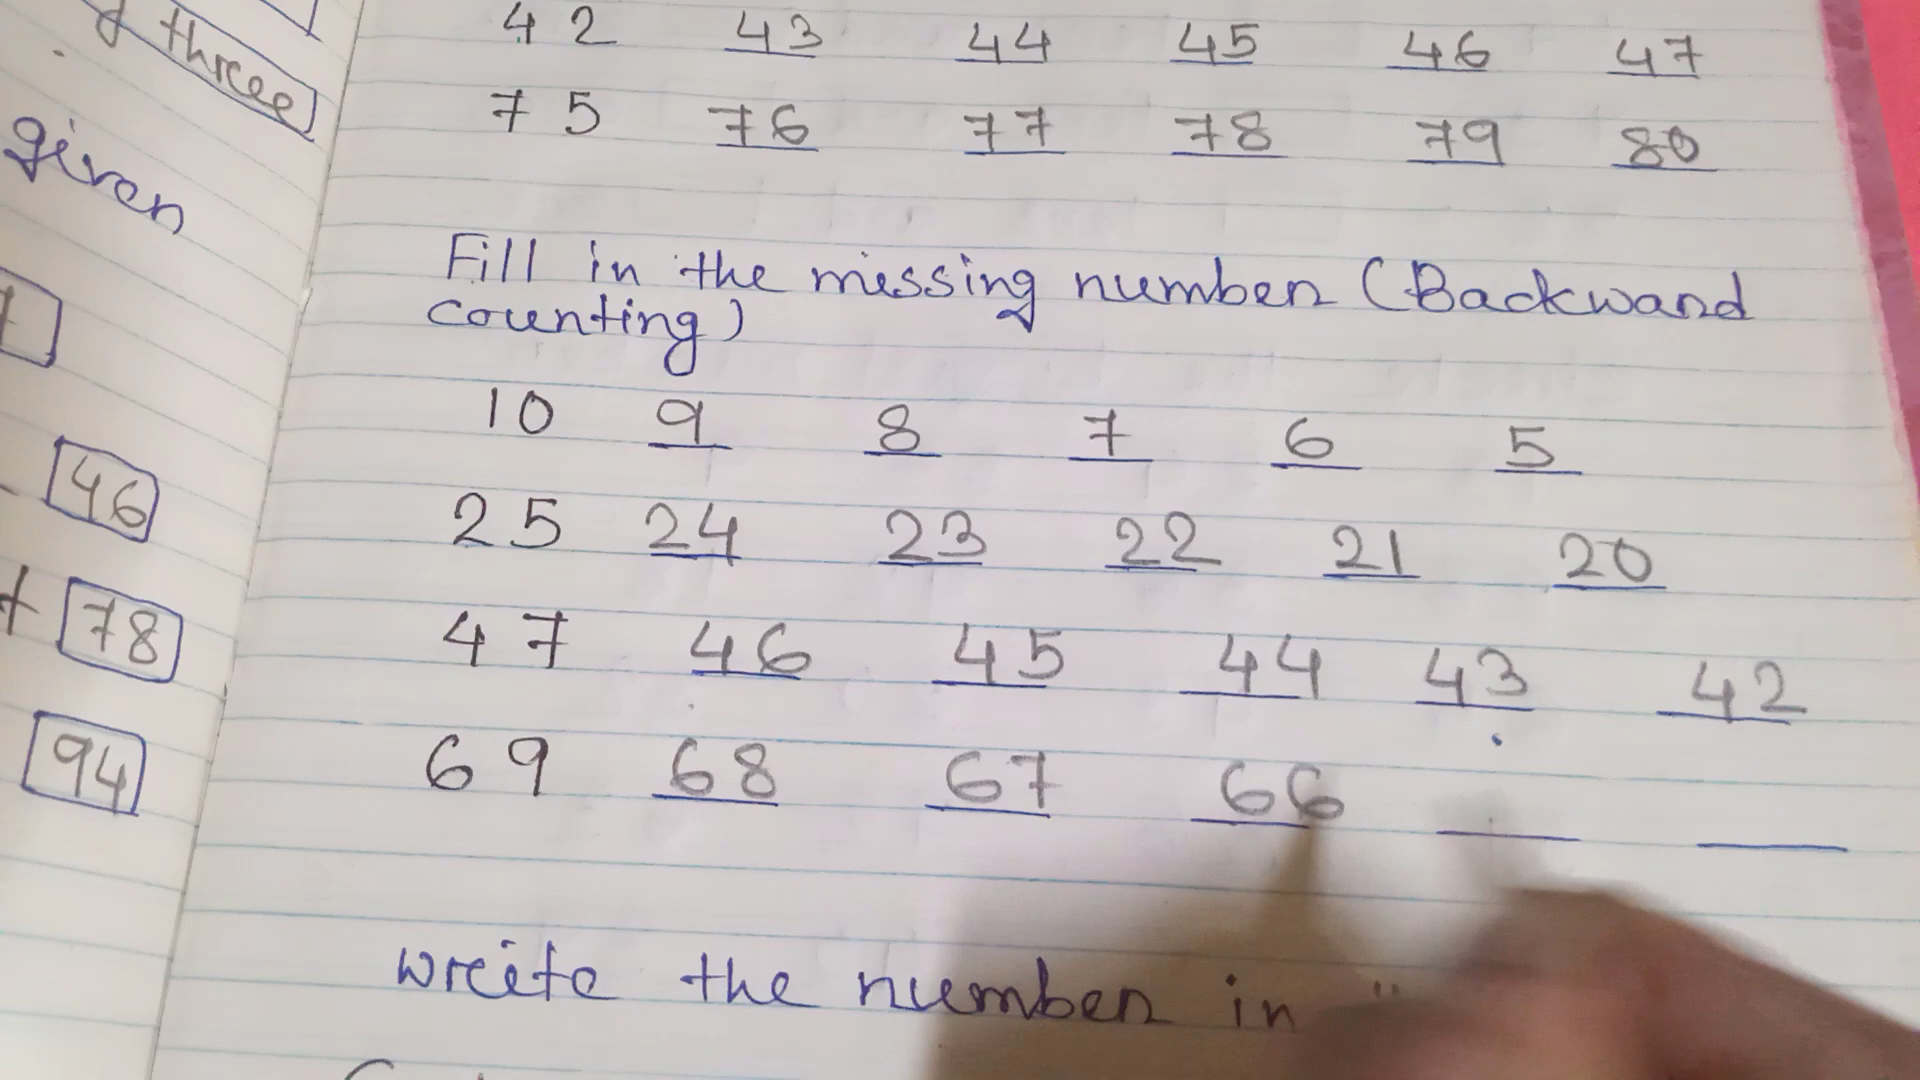 three
given
46
78
94
42 43 44 45 46 47
75 76 77 78 79 80
Fill in the missing number (Backward
counting)
10 9 8 7 6 5
25 24 23 22 21 20
47 46 45 44 43 42
69 68 67 66
write the number in